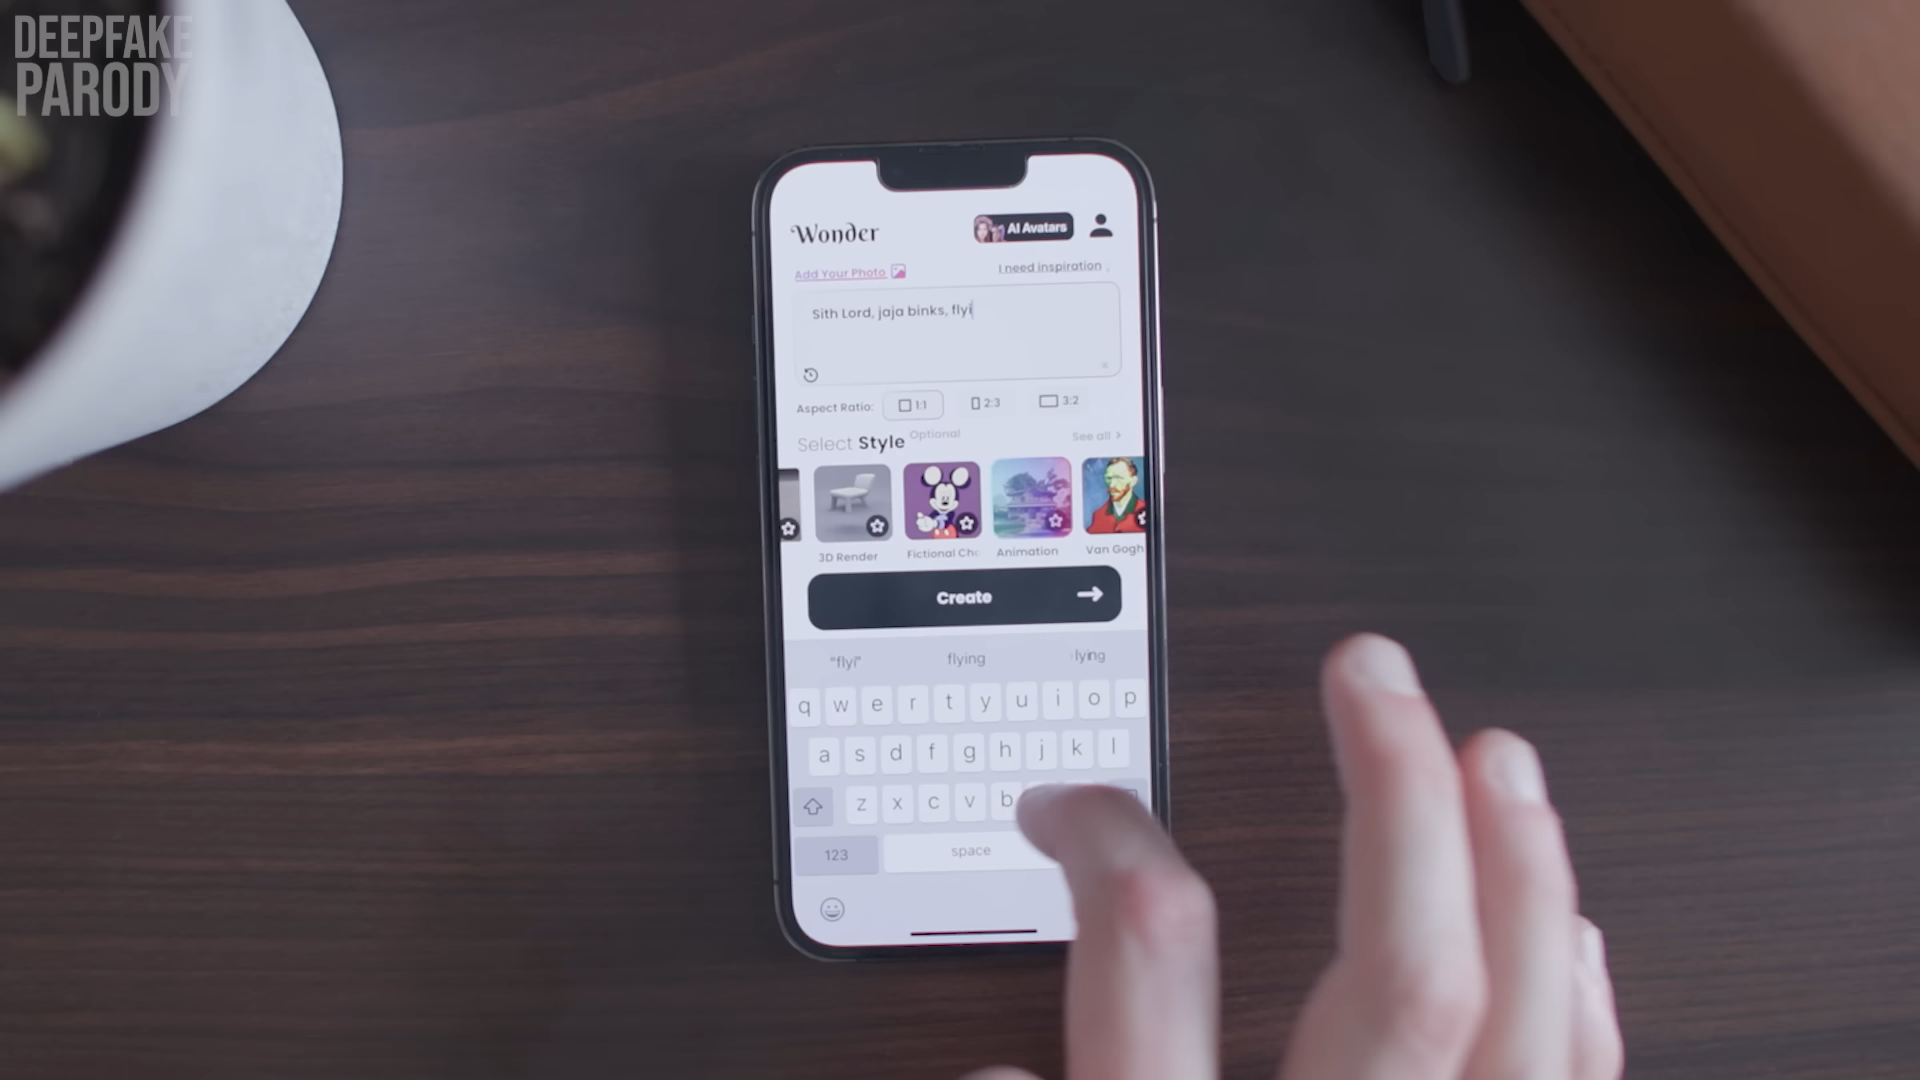 DEEPFAKE
PARODY
Wonder
AI Avatars
Add Your Photo
I need inspiration
Sith Lord, jaja binks, flyi
Aspect Ratio: 1:1 2:3 3:2
Select Style Optional
See all >
3D Render Fictional Cha Animation Van Gogh
Create →
"flyi" flying lying
q w e r t y u i o p
a s d f g h j k l
z x c v b
123 space